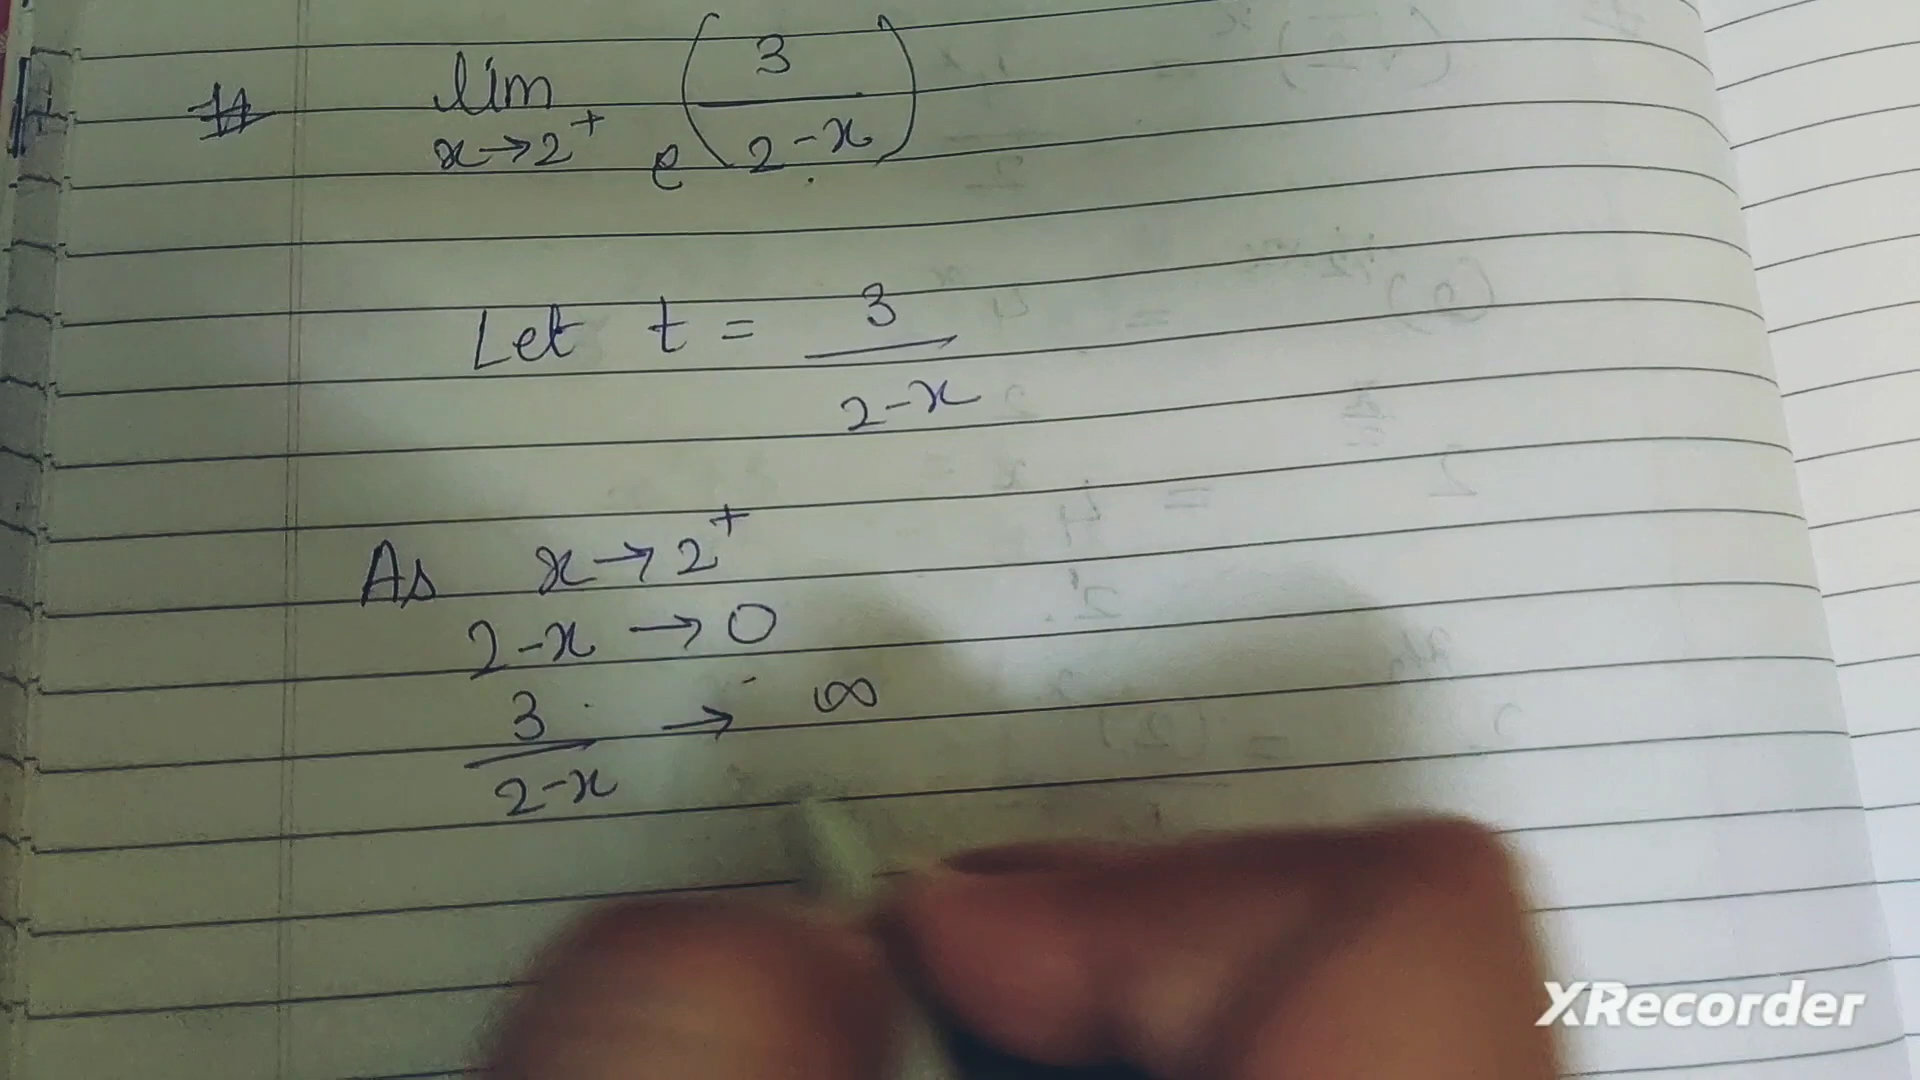 # lim x→2⁺ e^(3/(2-x))
Let t = 3/(2-x)
As x→2⁺
2-x → 0
3/(2-x) → ∞
XRecorder